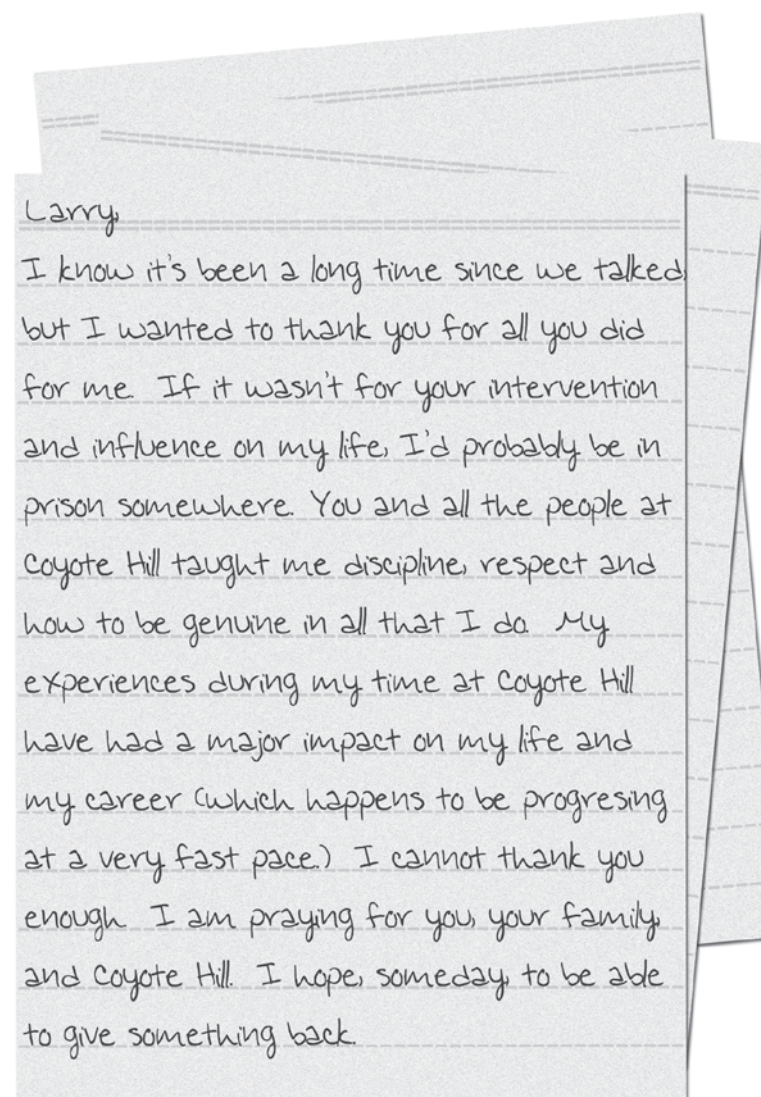 Larry,
I know it's been a long time since we talked,
but I wanted to thank you for all you did
for me. If it wasn't for your intervention
and influence on my life, I'd probably be in
prison somewhere. You and all the people at
Coyote Hill taught me discipline, respect and
how to be genuine in all that I do. My
experiences during my time at Coyote Hill
have had a major impact on my life and
my career (which happens to be progresing
at a very fast pace.) I cannot thank you
enough. I am praying for you, your family,
and Coyote Hill. I hope, someday, to be able
to give something back.